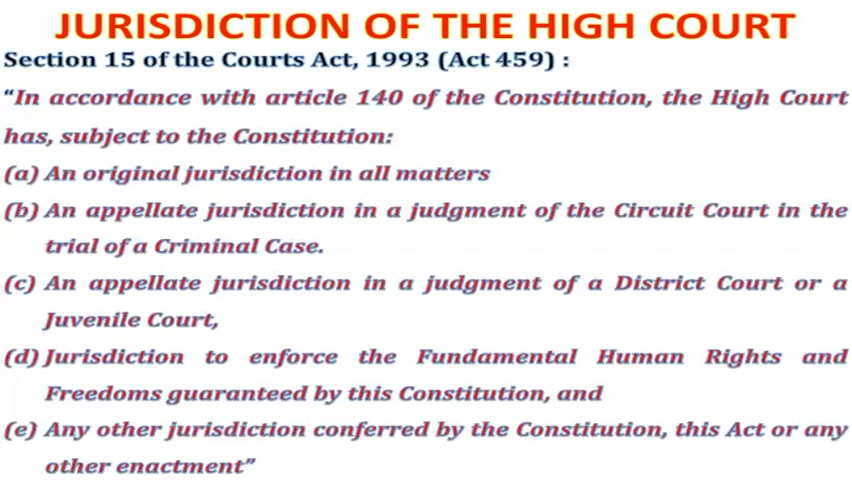 JURISDICTION OF THE HIGH COURT
Section 15 of the Courts Act, 1993 (Act 459) :
“In accordance with article 140 of the Constitution, the High Court
has, subject to the Constitution:
(a) An original jurisdiction in all matters
(b) An appellate jurisdiction in a judgment of the Circuit Court in the
trial of a Criminal Case.
(c) An appellate jurisdiction in a judgment of a District Court or a
Juvenile Court,
(d) Jurisdiction to enforce the Fundamental Human Rights and
Freedoms guaranteed by this Constitution, and
(e) Any other jurisdiction conferred by the Constitution, this Act or any
other enactment”